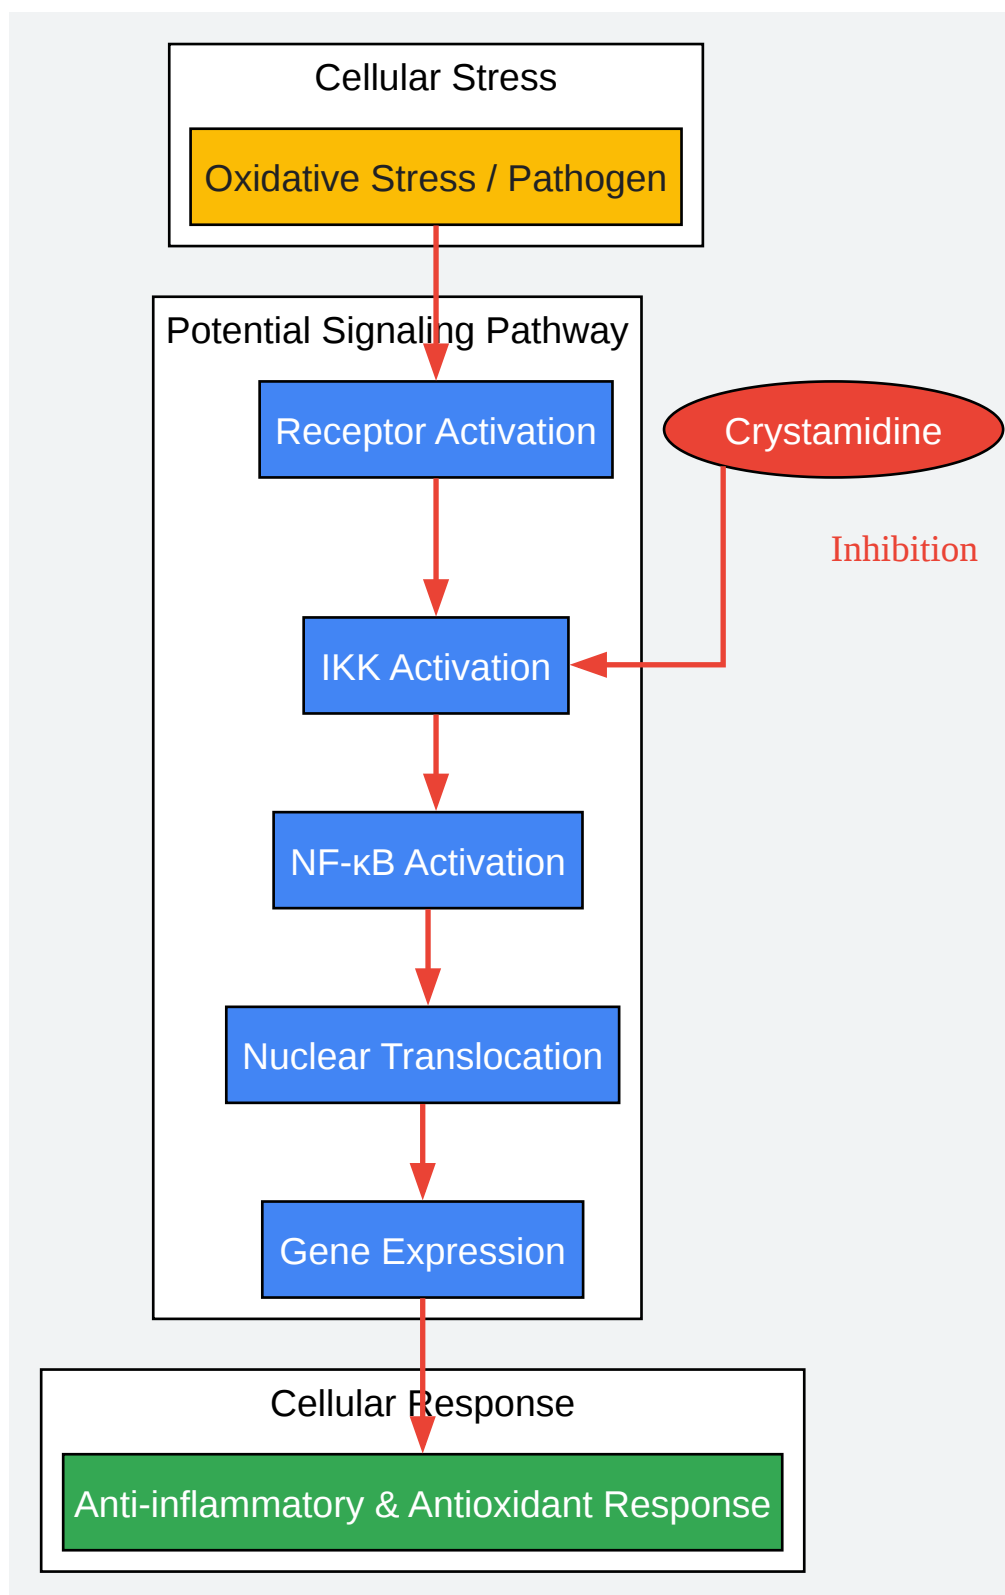 Cellular Stress
Oxidative Stress / Pathogen
Potential Signaling Pathway
Receptor Activation
Crystamidine
Inhibition
IKK Activation
NF-κB Activation
Nuclear Translocation
Gene Expression
Cellular Response
Anti-inflammatory & Antioxidant Response